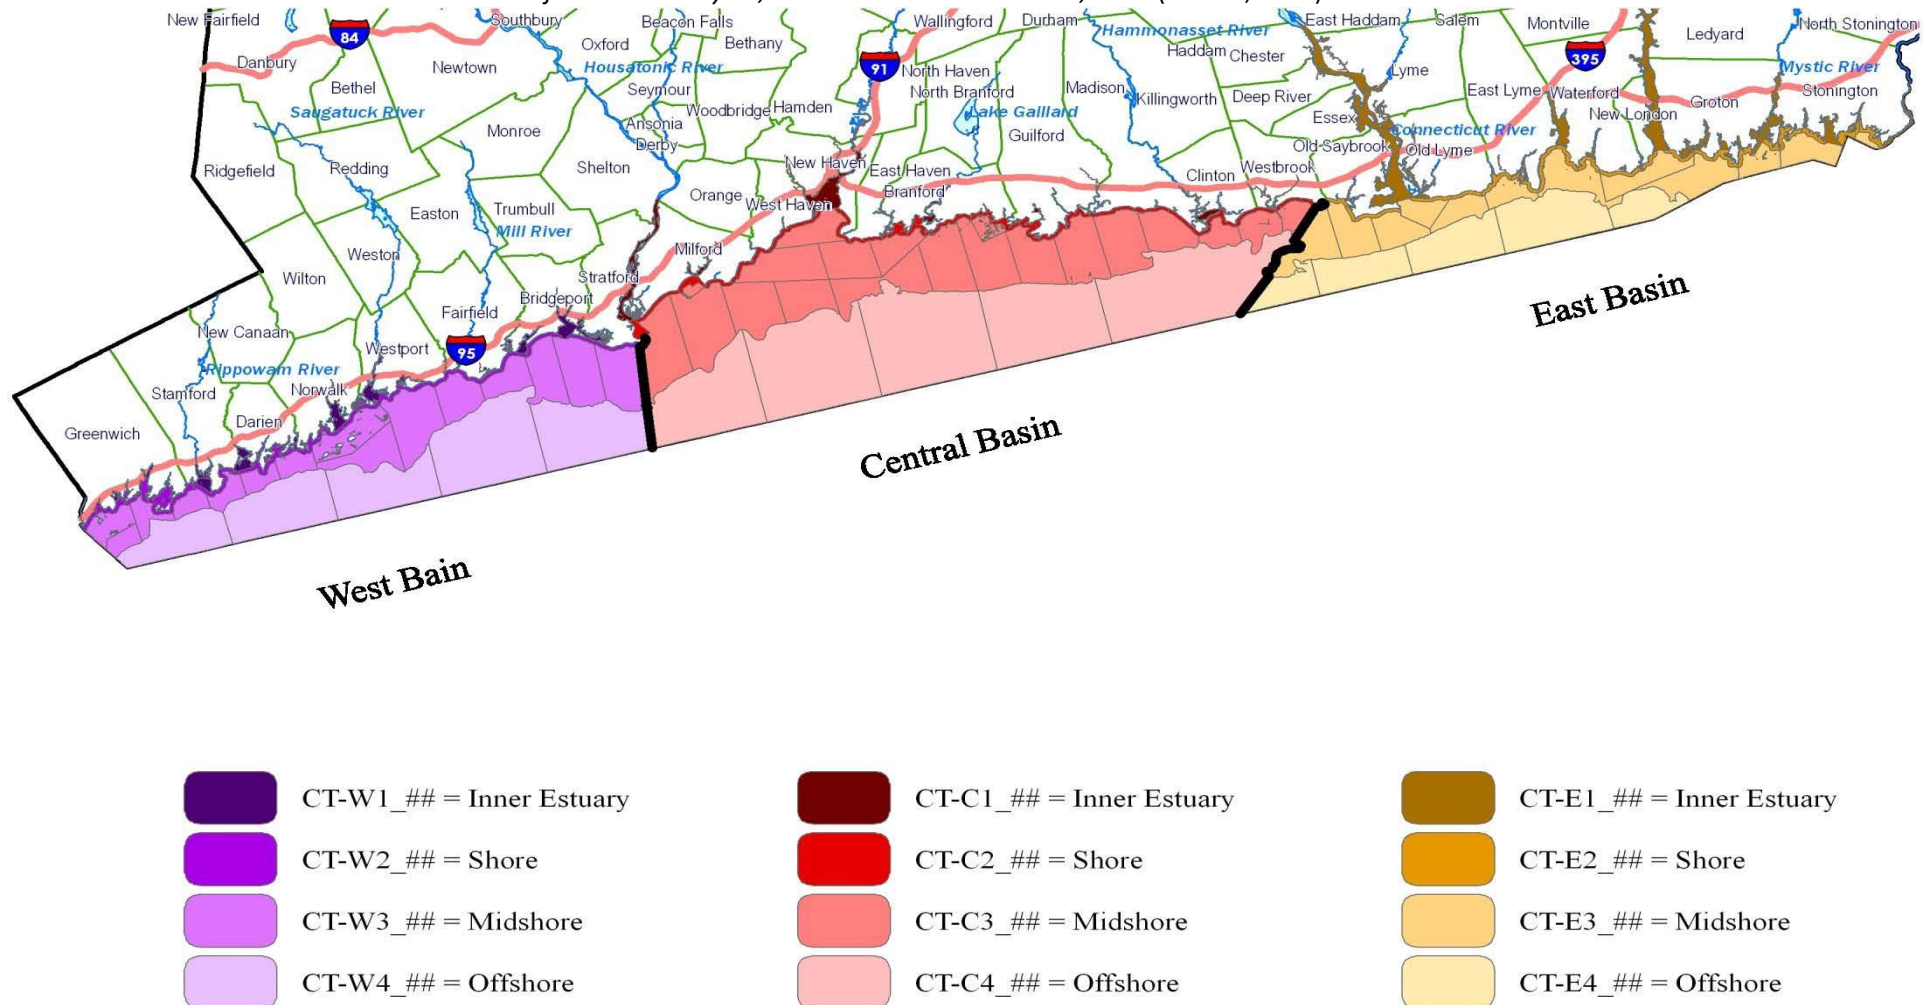 New Fairfield
Southbury
Beacon Falls
Wallingford
Durham
East Haddam
Salem
Montville
North Stonington
84
Oxford
Bethany
Hammonasset River
Haddam
Chester
Ledyard
Danbury
Newtown
Housatonic River
91
North Haven
395
Mystic River
Bethel
Seymour
North Branford
Madison
Killingworth
Deep River
Lyme
East Lyme
Waterford
Groton
Stonington
Saugatuck River
Woodbridge
Hamden
Lake Gaillard
Essex
New London
Monroe
Ansonia
Guilford
Connecticut River
Derby
Old Saybrook
Old Lyme
Ridgefield
Redding
Shelton
New Haven
East Haven
Clinton
Westbrook
Orange
West Haven
Branford
Easton
Trumbull
Mill River
Weston
Milford
Wilton
Stratford
Bridgeport
Fairfield
New Canaan
Westport
95
Rippowam River
Stamford
Norwalk
Darien
Greenwich
East Basin
Central Basin
West Bain
CT-W1_## = Inner Estuary
CT-W2_## = Shore
CT-W3_## = Midshore
CT-W4_## = Offshore
CT-C1_## = Inner Estuary
CT-C2_## = Shore
CT-C3_## = Midshore
CT-C4_## = Offshore
CT-E1_## = Inner Estuary
CT-E2_## = Shore
CT-E3_## = Midshore
CT-E4_## = Offshore